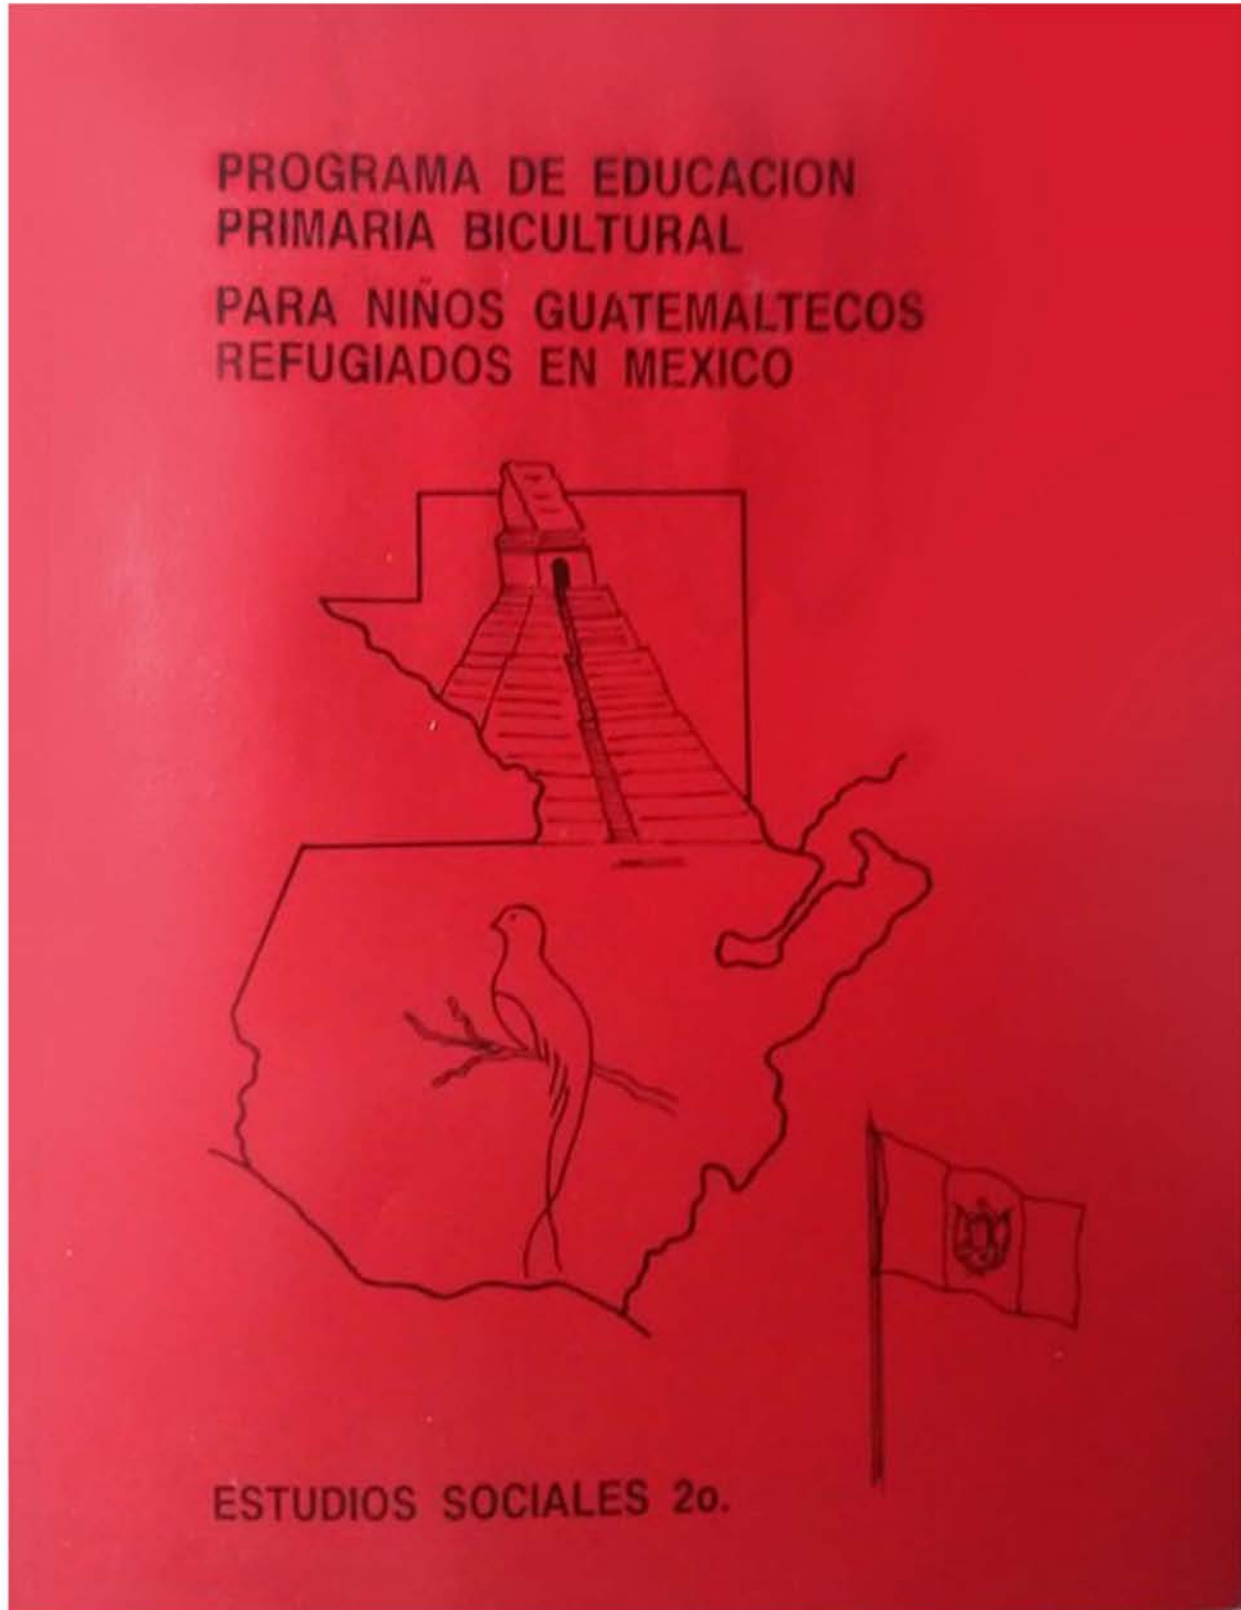 PROGRAMA DE EDUCACION
PRIMARIA BICULTURAL
PARA NIÑOS GUATEMALTECOS
REFUGIADOS EN MEXICO
ESTUDIOS SOCIALES 2o.